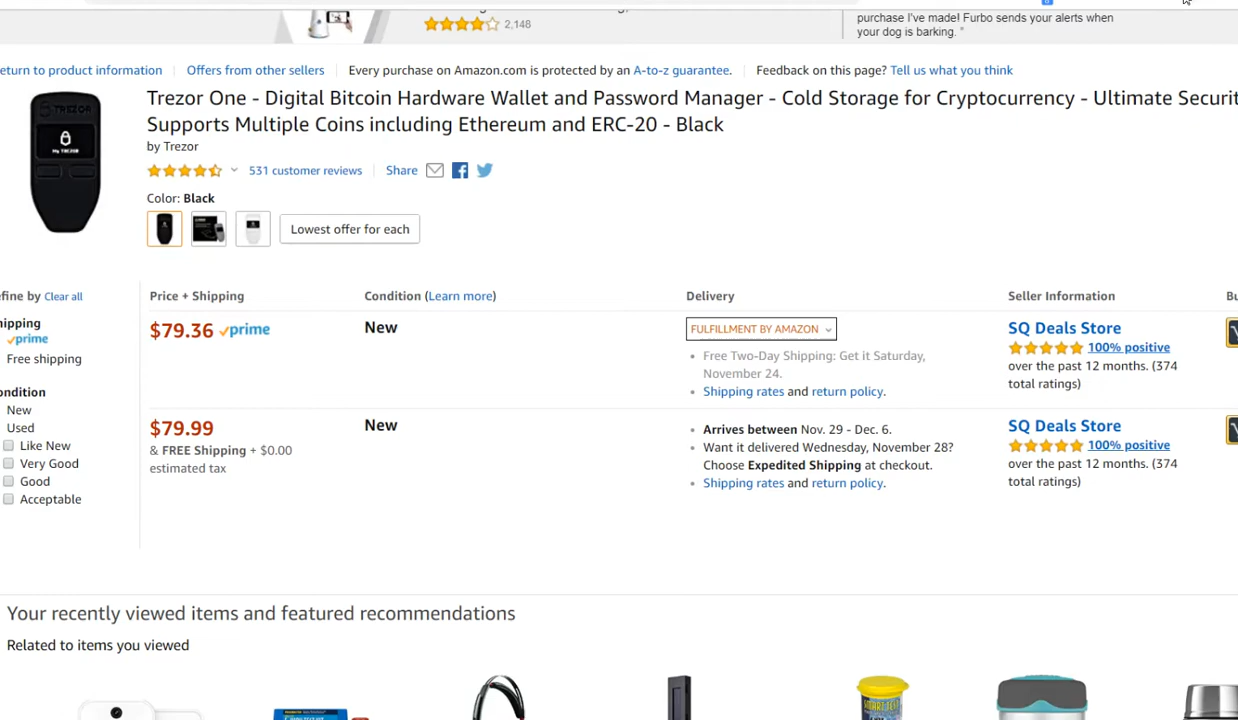 purchase I've made! Furbo sends your alerts when
2,148
your dog is barking. "
eturn to product information
Offers from other sellers
Every purchase on Amazon.com is protected by an A-to-z guarantee.
Feedback on this page? Tell us what you think
Trezor One - Digital Bitcoin Hardware Wallet and Password Manager - Cold Storage for Cryptocurrency - Ultimate Securit
Supports Multiple Coins including Ethereum and ERC-20 - Black
by Trezor
531 customer reviews
Share
Color: Black
Lowest offer for each
TREZOR
My TREZOR
efine by Clear all
Price + Shipping
Condition (Learn more)
Delivery
Seller Information
Bu
hipping
prime
Free shipping
ondition
New
Used
Like New
Very Good
Good
Acceptable
$79.36 prime
New
FULFILLMENT BY AMAZON
• Free Two-Day Shipping: Get it Saturday,
November 24.
• Shipping rates and return policy.
SQ Deals Store
100% positive
over the past 12 months. (374
total ratings)
$79.99
& FREE Shipping + $0.00
estimated tax
New
• Arrives between Nov. 29 - Dec. 6.
• Want it delivered Wednesday, November 28?
Choose Expedited Shipping at checkout.
• Shipping rates and return policy.
SQ Deals Store
100% positive
over the past 12 months. (374
total ratings)
Your recently viewed items and featured recommendations
Related to items you viewed